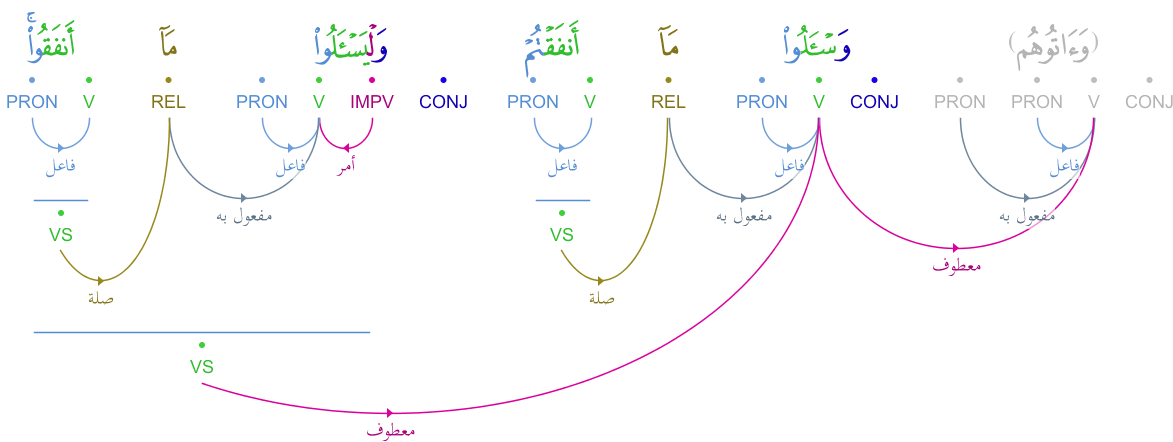 (وَءَاتُوهُم) وَسْـَٔلُوا۟ مَآ أَنفَقْتُمْ وَلْيَسْـَٔلُوا۟ مَآ أَنفَقُوا۟ۚ
PRON V REL PRON V IMPV CONJ PRON V REL PRON V CONJ PRON PRON V CONJ
فاعل فاعل فاعل أمر فاعل فاعل
مفعول به مفعول به مفعول به
VS VS
معطوف
صلة صلة
VS
معطوف